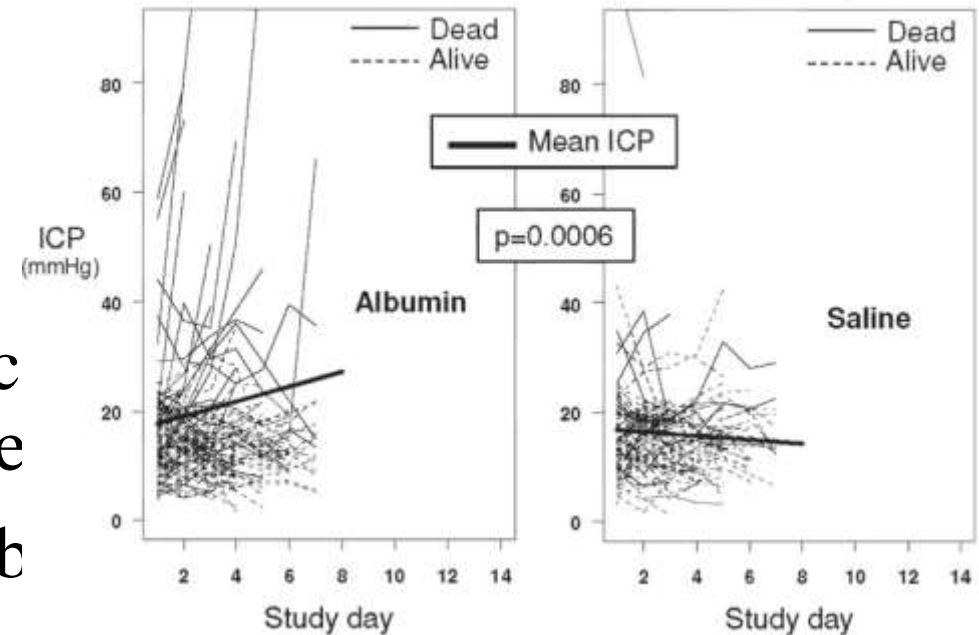 Dead
Alive
80
60
40
20
0
ICP
(mmHg)
Albumin
2 4 6 8 10 12 14
Study day
Mean ICP
p=0.0006
Dead
Alive
80
60
40
20
0
Saline
2 4 6 8 10 12 14
Study day
c
e
b